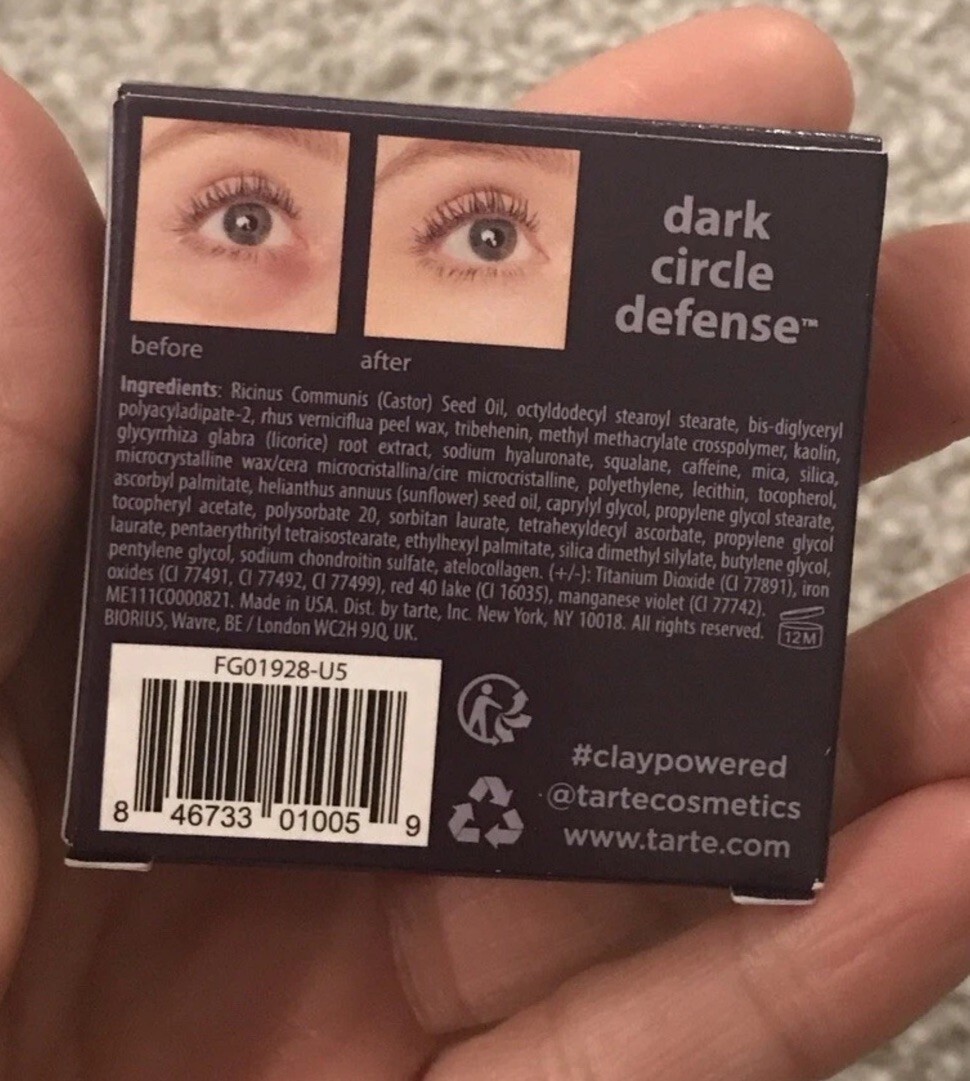 dark
circle
defense™
before
after
Ingredients: Ricinus Communis (Castor) Seed Oil, octyldodecyl stearoyl stearate, bis-diglyceryl
polyacyladipate-2, rhus verniciflua peel wax, tribehenin, methyl methacrylate crosspolymer, kaolin,
glycyrrhiza glabra (licorice) root extract, sodium hyaluronate, squalane, caffeine, mica, silica,
microcrystalline wax/cera microcristallina/cire microcristalline, polyethylene, lecithin, tocopherol,
ascorbyl palmitate, helianthus annuus (sunflower) seed oil, caprylyl glycol, propylene glycol stearate,
tocopheryl acetate, polysorbate 20, sorbitan laurate, tetrahexyldecyl ascorbate, propylene glycol
laurate, pentaerythrityl tetraisostearate, ethylhexyl palmitate, silica dimethyl silylate, butylene glycol,
pentylene glycol, sodium chondroitin sulfate, atelocollagen. (+/-): Titanium Dioxide (CI 77891), iron
oxides (CI 77491, CI 77492, CI 77499), red 40 lake (CI 16035), manganese violet (CI 77742).
ME111C0000821. Made in USA. Dist. by tarte, Inc. New York, NY 10018. All rights reserved.
BIORIUS, Wavre, BE / London WC2H 9JQ, UK.
12M
FG01928-U5
8 46733 01005 9
#claypowered
@tartecosmetics
www.tarte.com